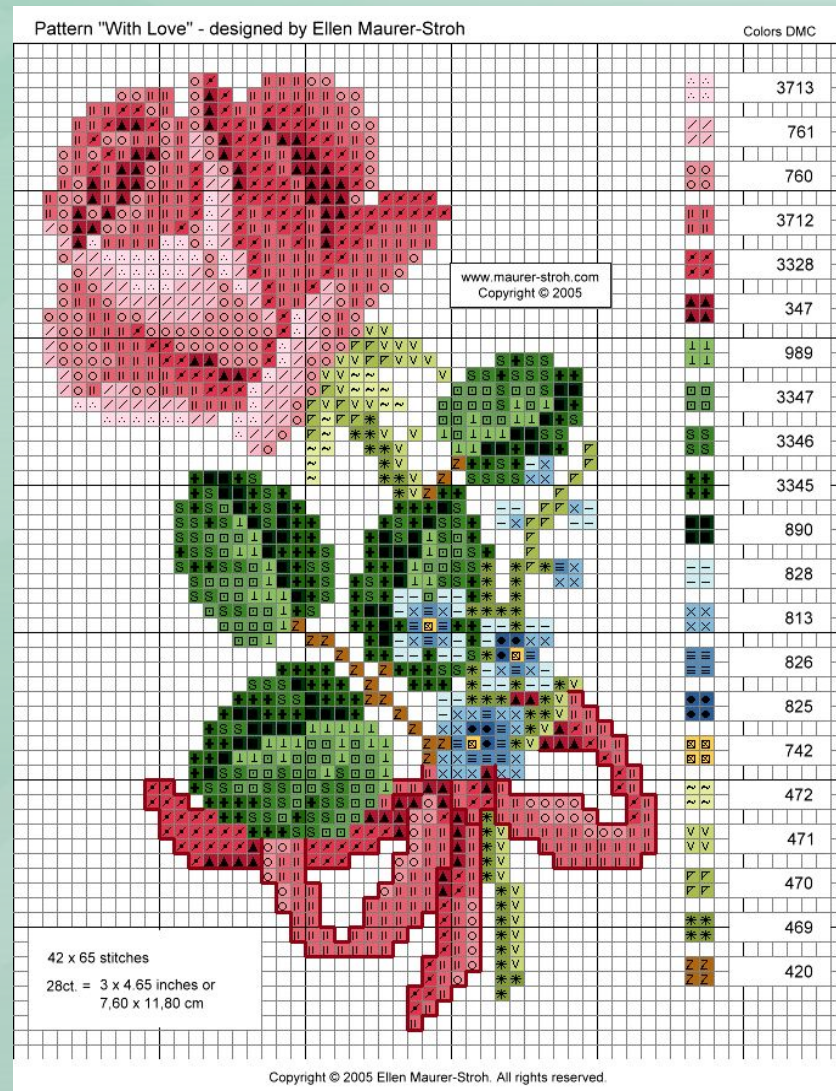 Pattern "With Love" - designed by Ellen Maurer-Stroh
Colors DMC
3713
761
760
3712
3328
347
989
3347
3346
3345
890
828
813
826
825
742
472
471
470
469
420
www.maurer-stroh.com
Copyright © 2005
42 x 65 stitches
28ct. = 3 x 4.65 inches or
7,60 x 11,80 cm
Copyright © 2005 Ellen Maurer-Stroh. All rights reserved.